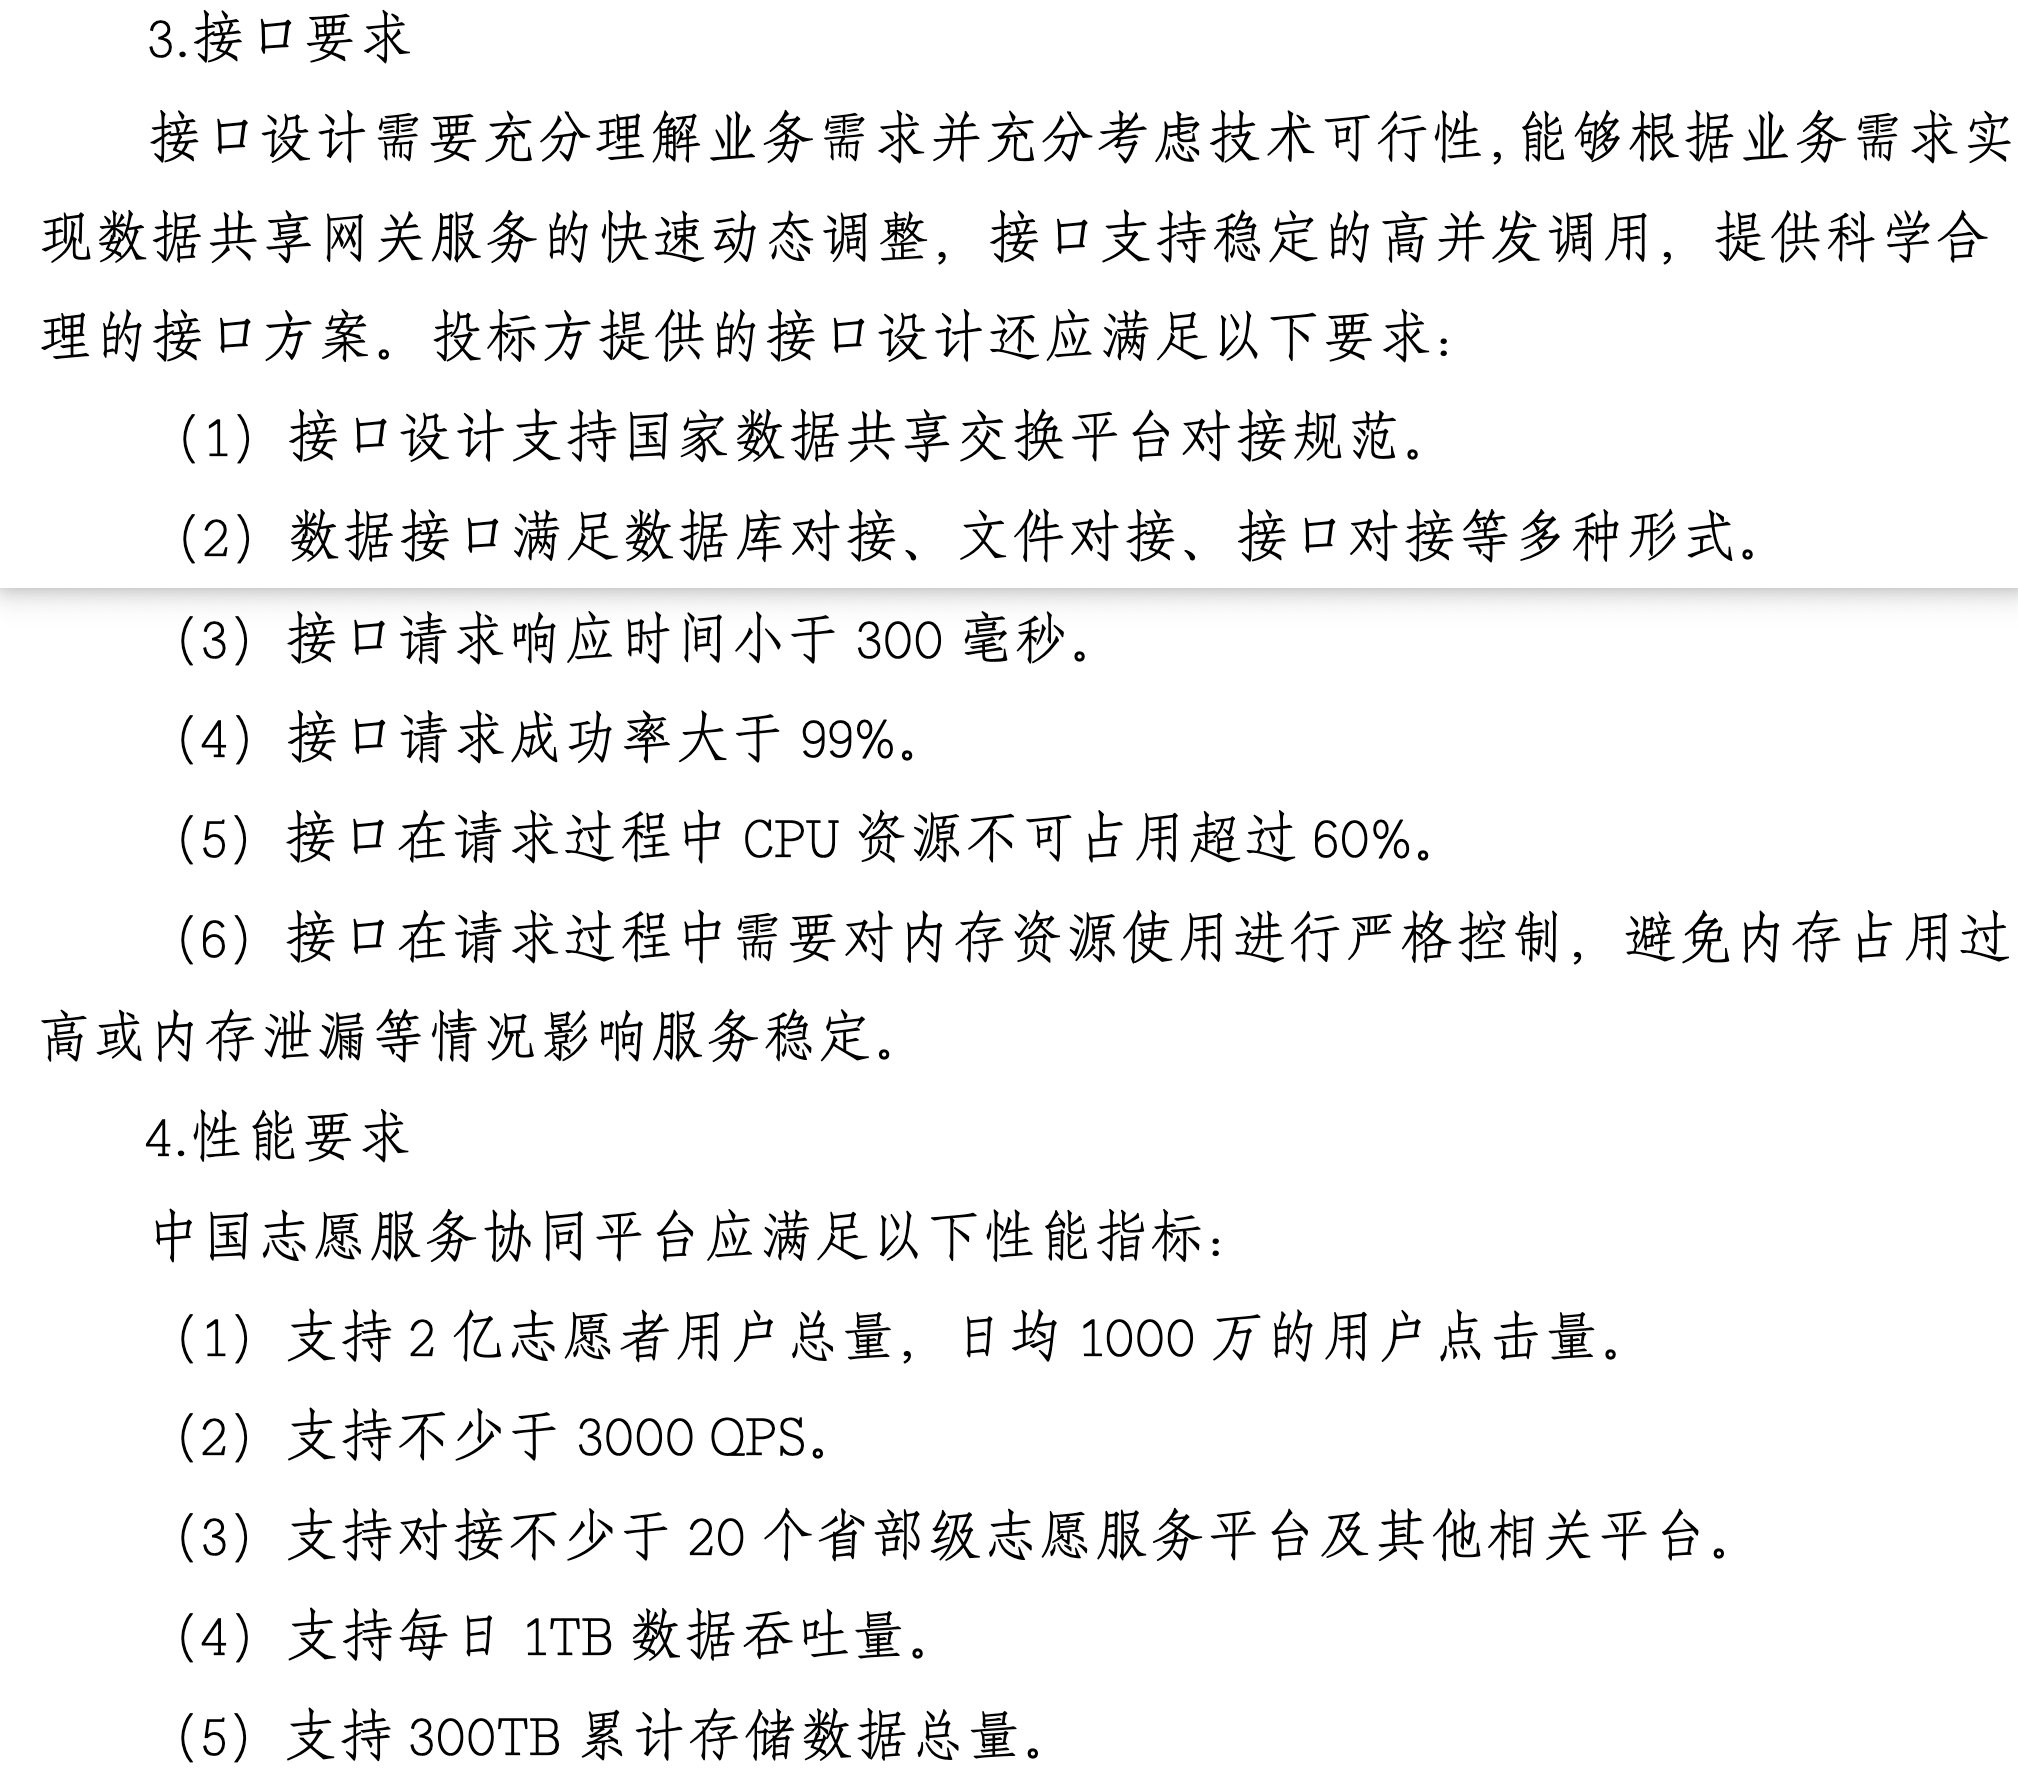 3.接口要求
接口设计需要充分理解业务需求并充分考虑技术可行性,能够根据业务需求实
现数据共享网关服务的快速动态调整，接口支持稳定的高并发调用，提供科学合
理的接口方案。投标方提供的接口设计还应满足以下要求：
（1）接口设计支持国家数据共享交换平台对接规范。
（2）数据接口满足数据库对接、文件对接、接口对接等多种形式。
（3）接口请求响应时间小于 300 毫秒。
（4）接口请求成功率大于 99%。
（5）接口在请求过程中 CPU 资源不可占用超过 60%。
（6）接口在请求过程中需要对内存资源使用进行严格控制，避免内存占用过
高或内存泄漏等情况影响服务稳定。
4.性能要求
中国志愿服务协同平台应满足以下性能指标：
（1）支持 2 亿志愿者用户总量，日均 1000 万的用户点击量。
（2）支持不少于 3000 QPS。
（3）支持对接不少于 20 个省部级志愿服务平台及其他相关平台。
（4）支持每日 1TB 数据吞吐量。
（5）支持 300TB 累计存储数据总量。